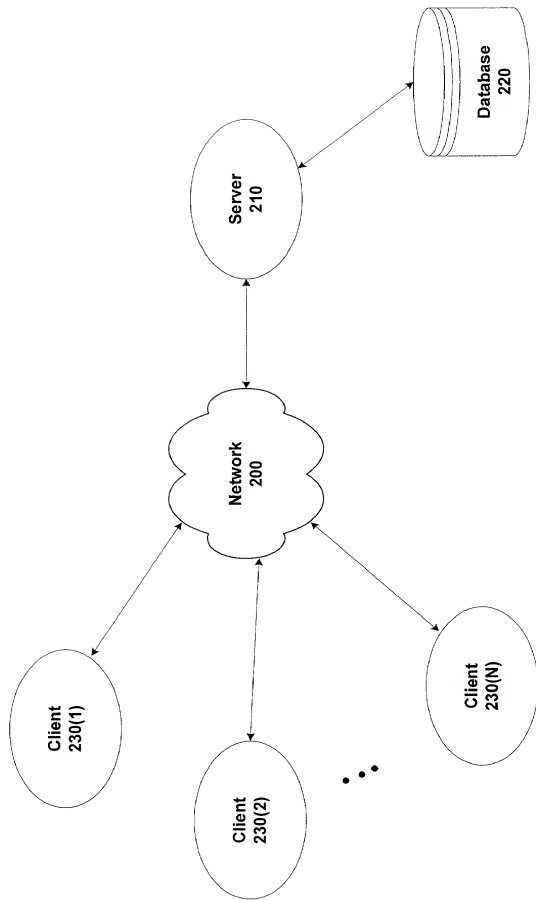 Client
230(1)
Client
230(2)
Client
230(N)
Network
200
Server
210
Database
220